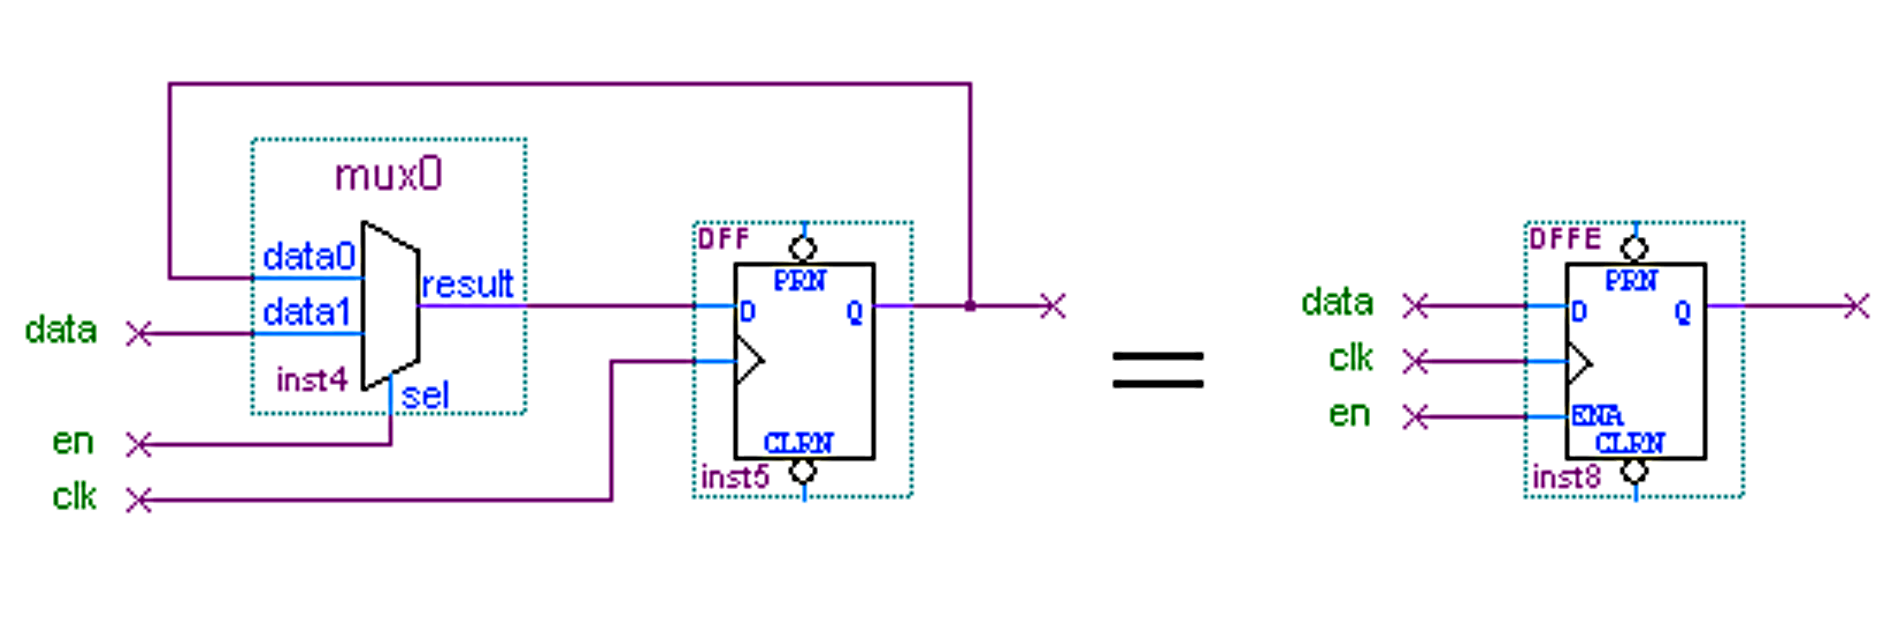 mux0
data0
result
data1
data
inst4
sel
en
clk
DFF
PRN
D
Q
CLRN
inst5
=
DFFE
PRN
data
D
Q
clk
en
ENA
CLRN
inst8